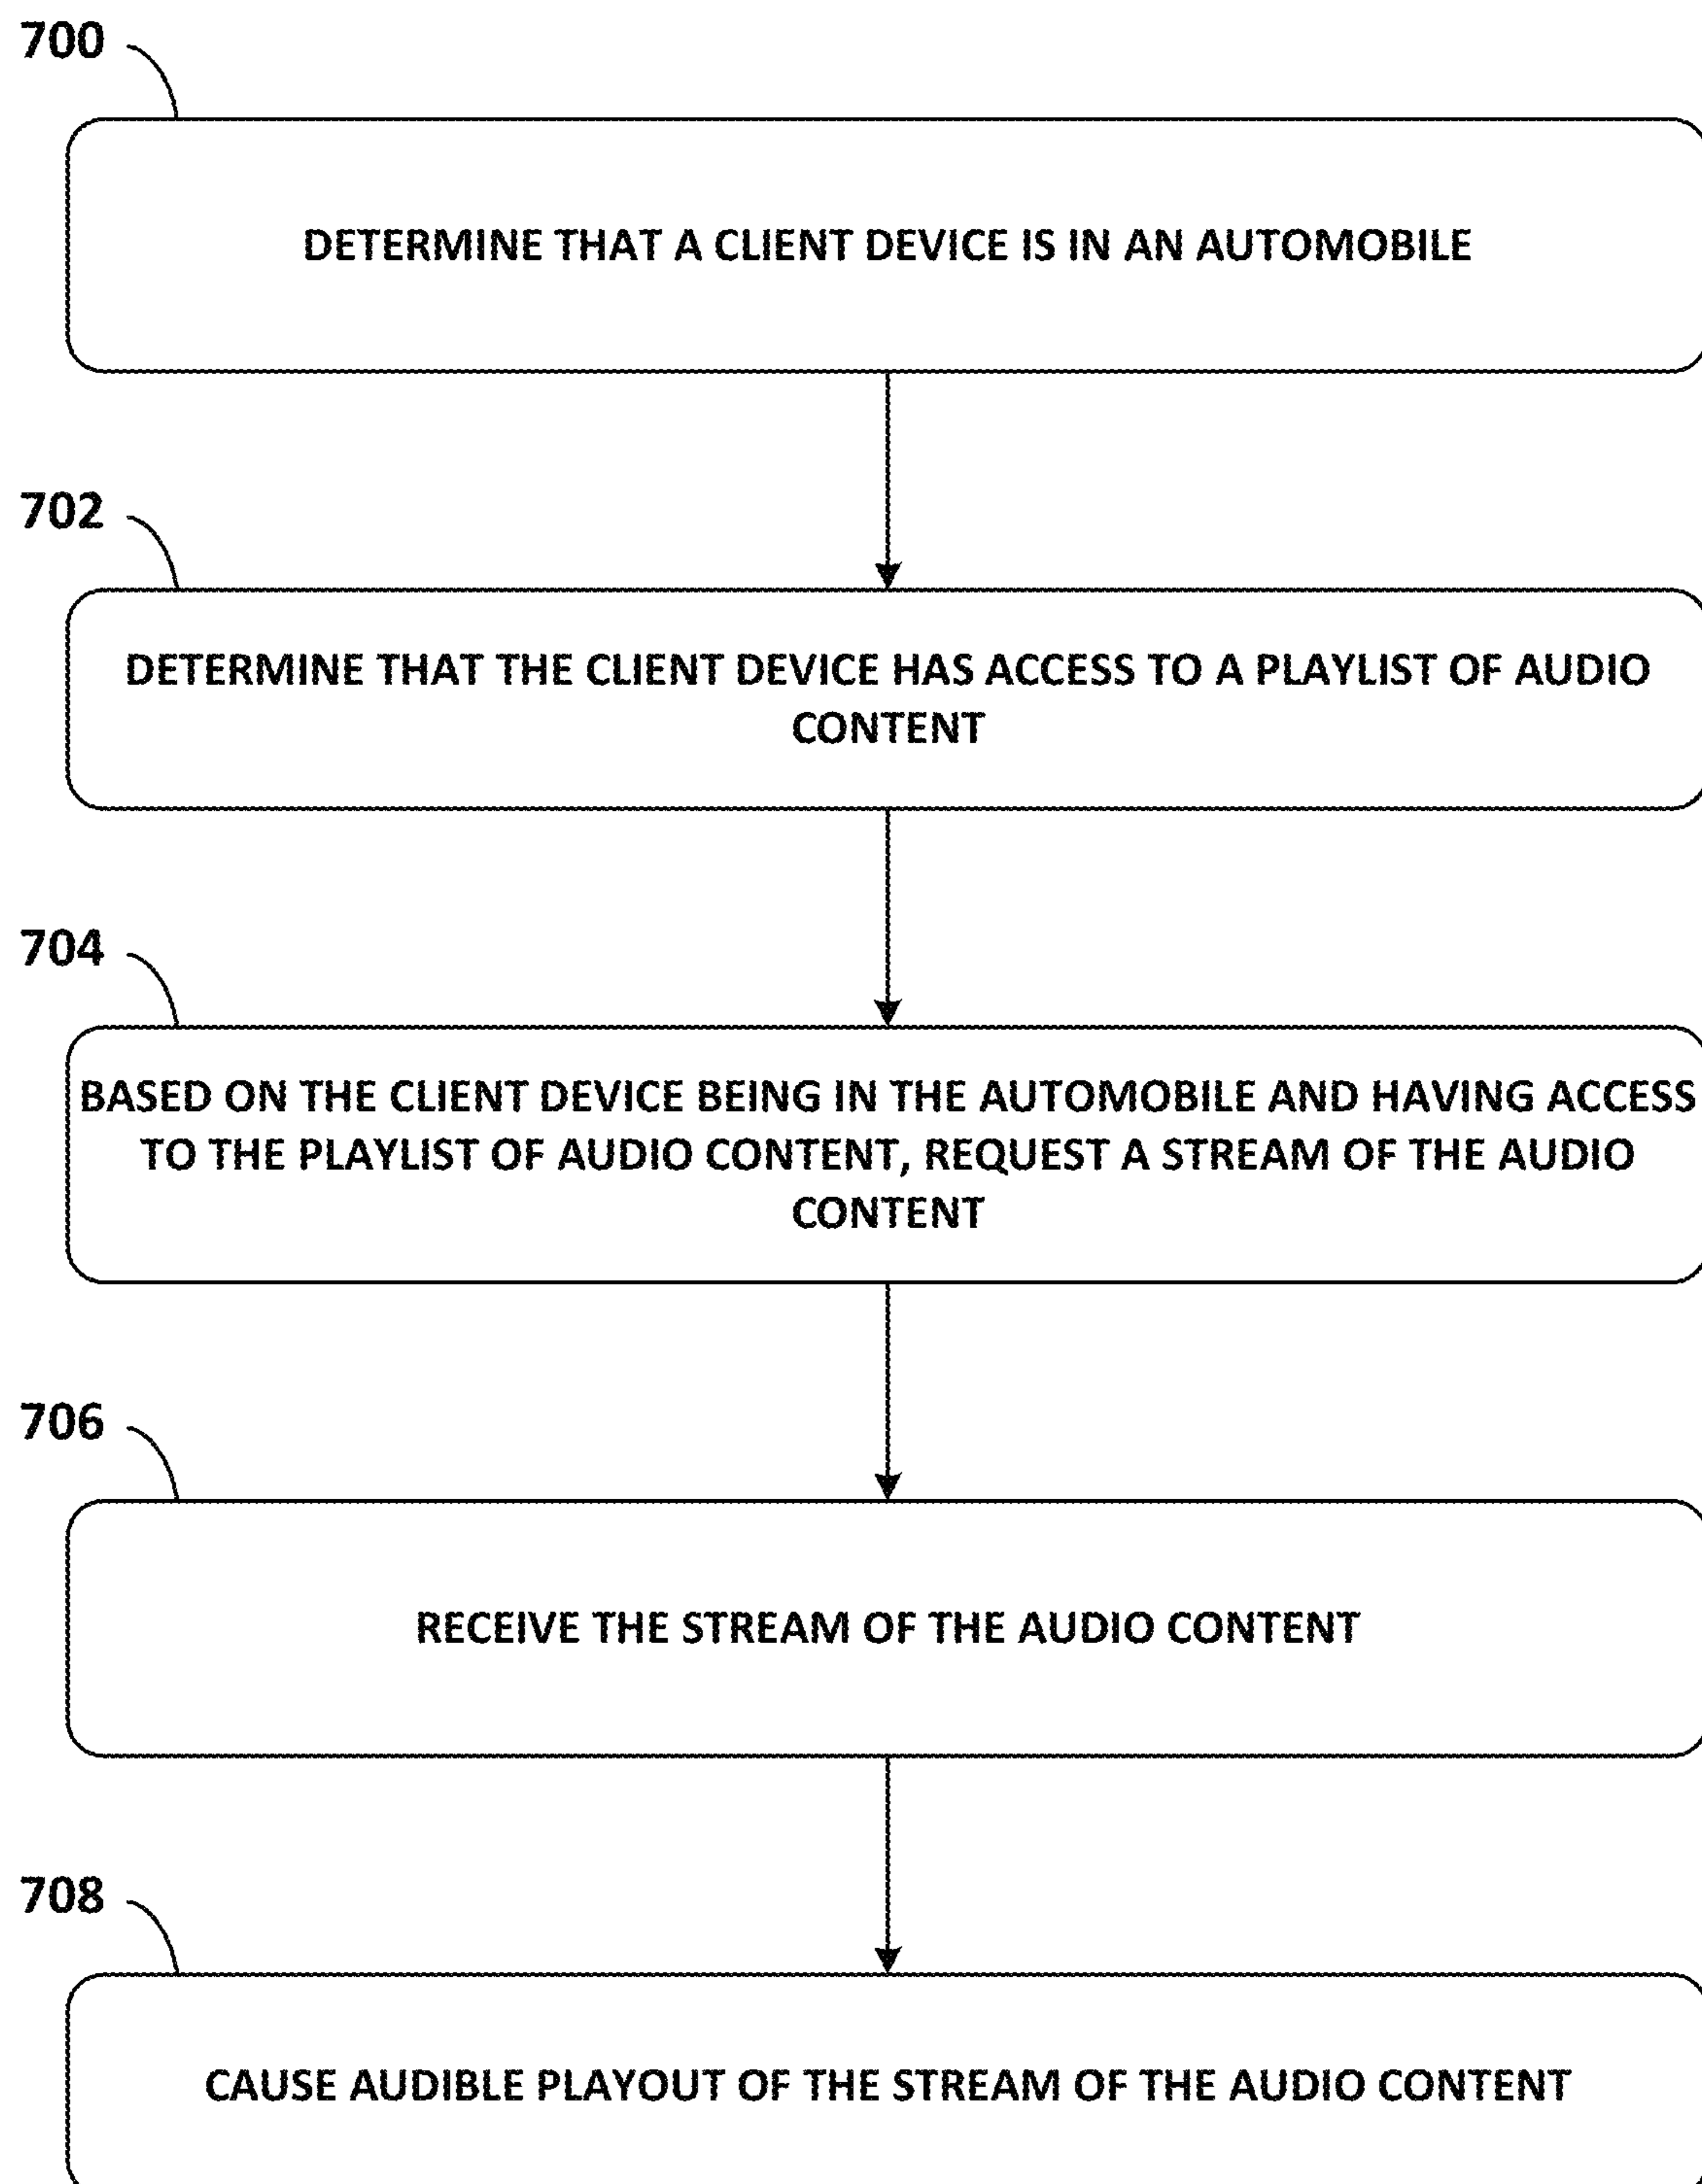 700
DETERMINE THAT A CLIENT DEVICE IS IN AN AUTOMOBILE
702
DETERMINE THAT THE CLIENT DEVICE HAS ACCESS TO A PLAYLIST OF AUDIO
CONTENT
704
BASED ON THE CLIENT DEVICE BEING IN THE AUTOMOBILE AND HAVING ACCESS
TO THE PLAYLIST OF AUDIO CONTENT, REQUEST A STREAM OF THE AUDIO
CONTENT
706
RECEIVE THE STREAM OF THE AUDIO CONTENT
708
CAUSE AUDIBLE PLAYOUT OF THE STREAM OF THE AUDIO CONTENT